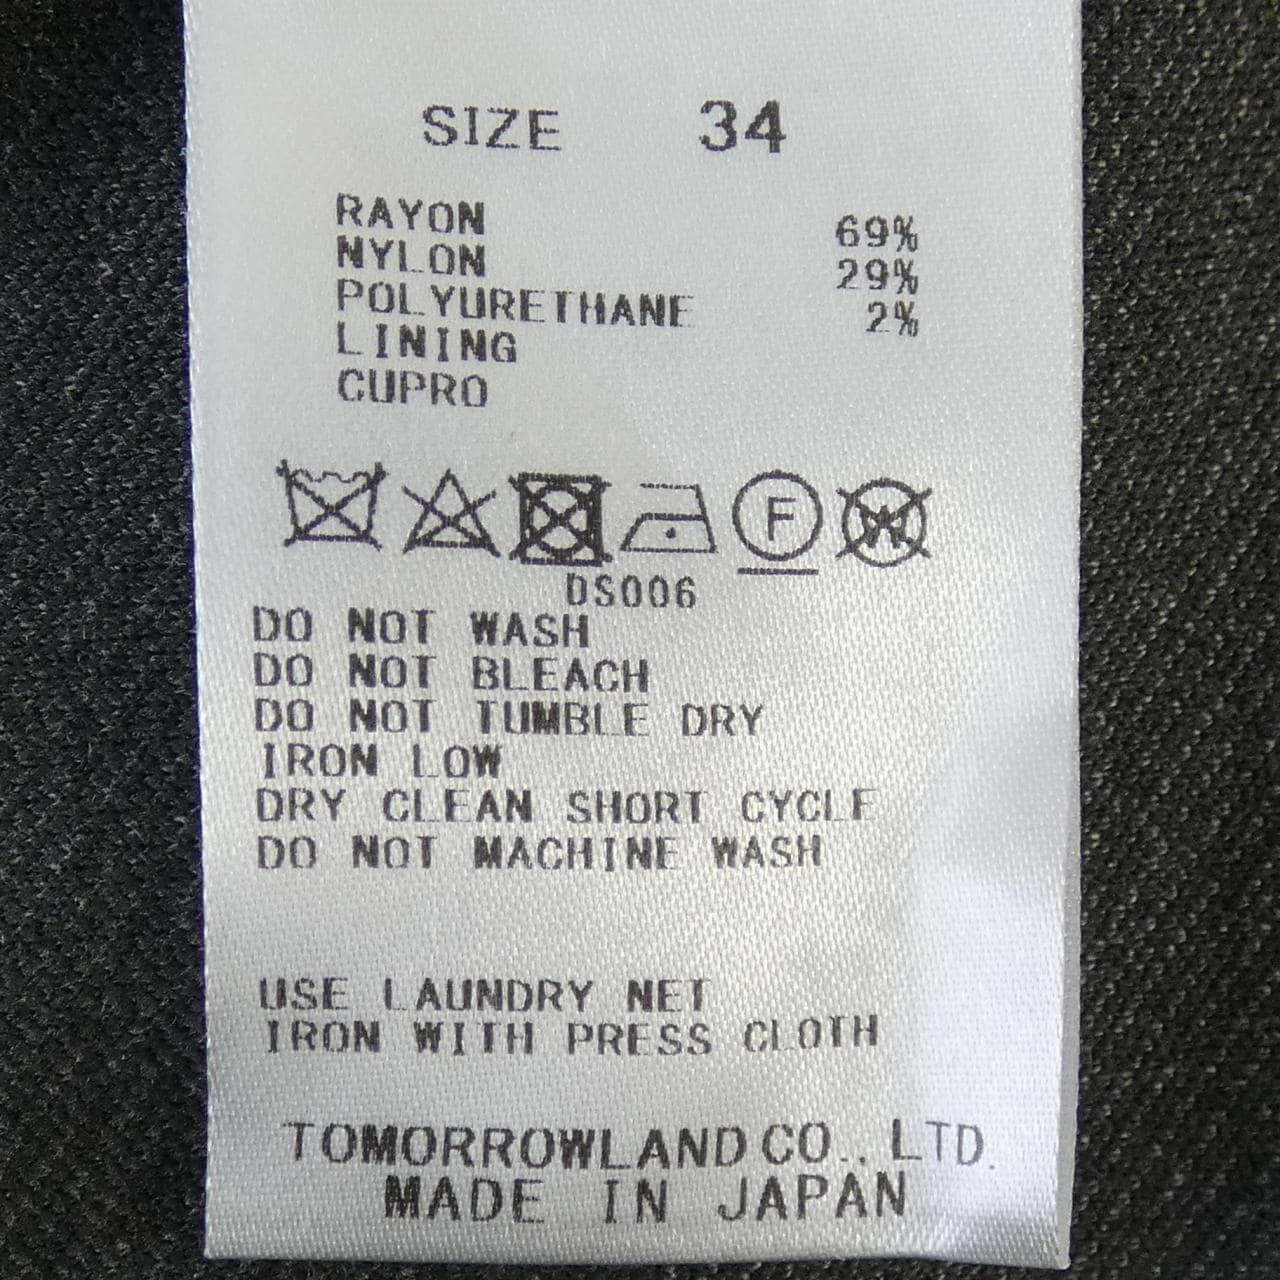 SIZE 34
RAYON 69%
NYLON 29%
POLYURETHANE 2%
LINING
CUPRO
F
W
DS006
DO NOT WASH
DO NOT BLEACH
DO NOT TUMBLE DRY
IRON LOW
DRY CLEAN SHORT CYCLE
DO NOT MACHINE WASH
USE LAUNDRY NET
IRON WITH PRESS CLOTH
TOMORROWLAND CO., LTD.
MADE IN JAPAN